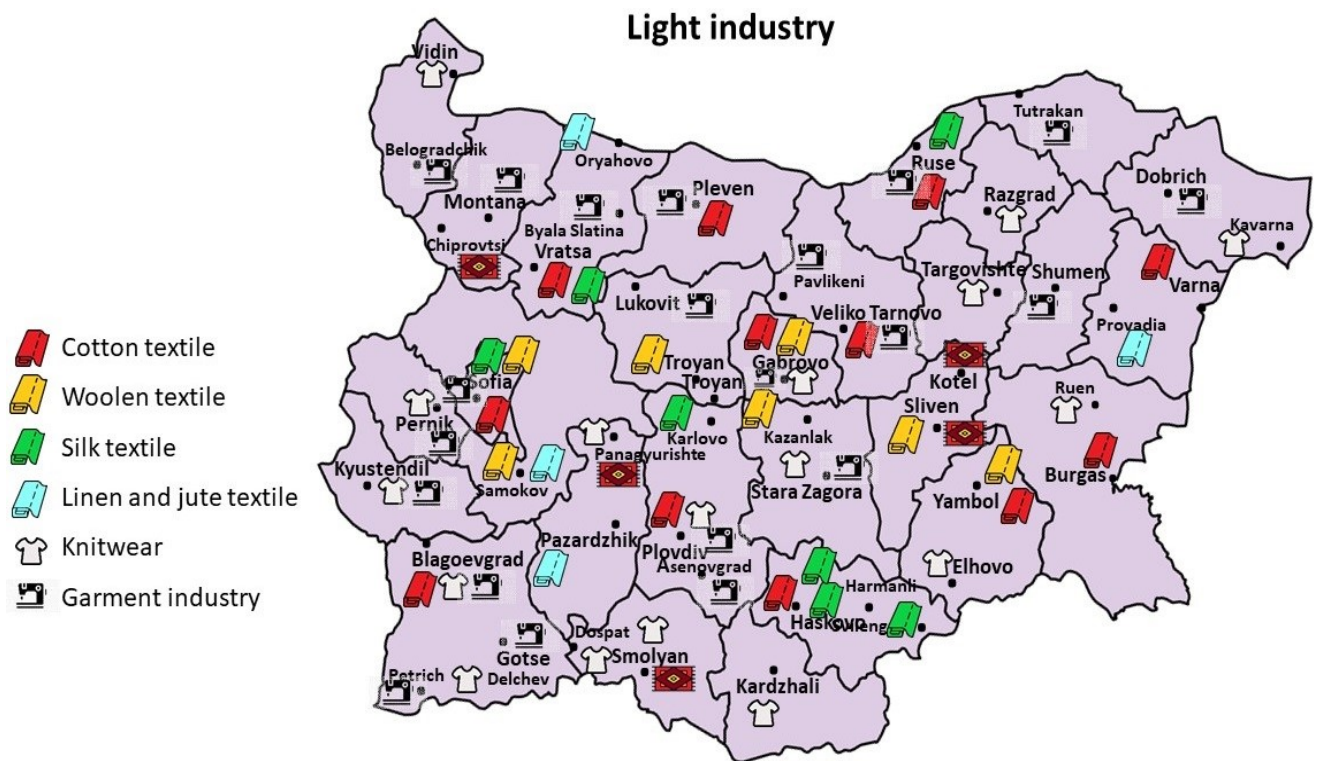 Light industry
Vidin
Tutrakan
Belogradchik
Oryahovo
Ruse
Pleven
Razgrad
Dobrich
Montana
Kavarna
Byala Slatina
Chiprovtsi
Vratsa
Pavlikeni
Targovishte
Shumen
Varna
Lukovit
Veliko Tarnovo
Provadia
Cotton textile
Woolen textile
Silk textile
Linen and jute textile
Knitwear
Garment industry
Troyan
Gabrovo
Sofia
Troyan
Kotel
Ruen
Pernik
Sliven
Karlovo
Kazanlak
Panagyurishte
Kyustendil
Samokov
Stara Zagora
Yambol
Burgas
Pazardzhik
Plovdiv
Blagoevgrad
Asenovgrad
Elhovo
Harmanli
Haskovo
Dospat
Gotse
Delchev
Smolyan
Petrich
Kardzhali